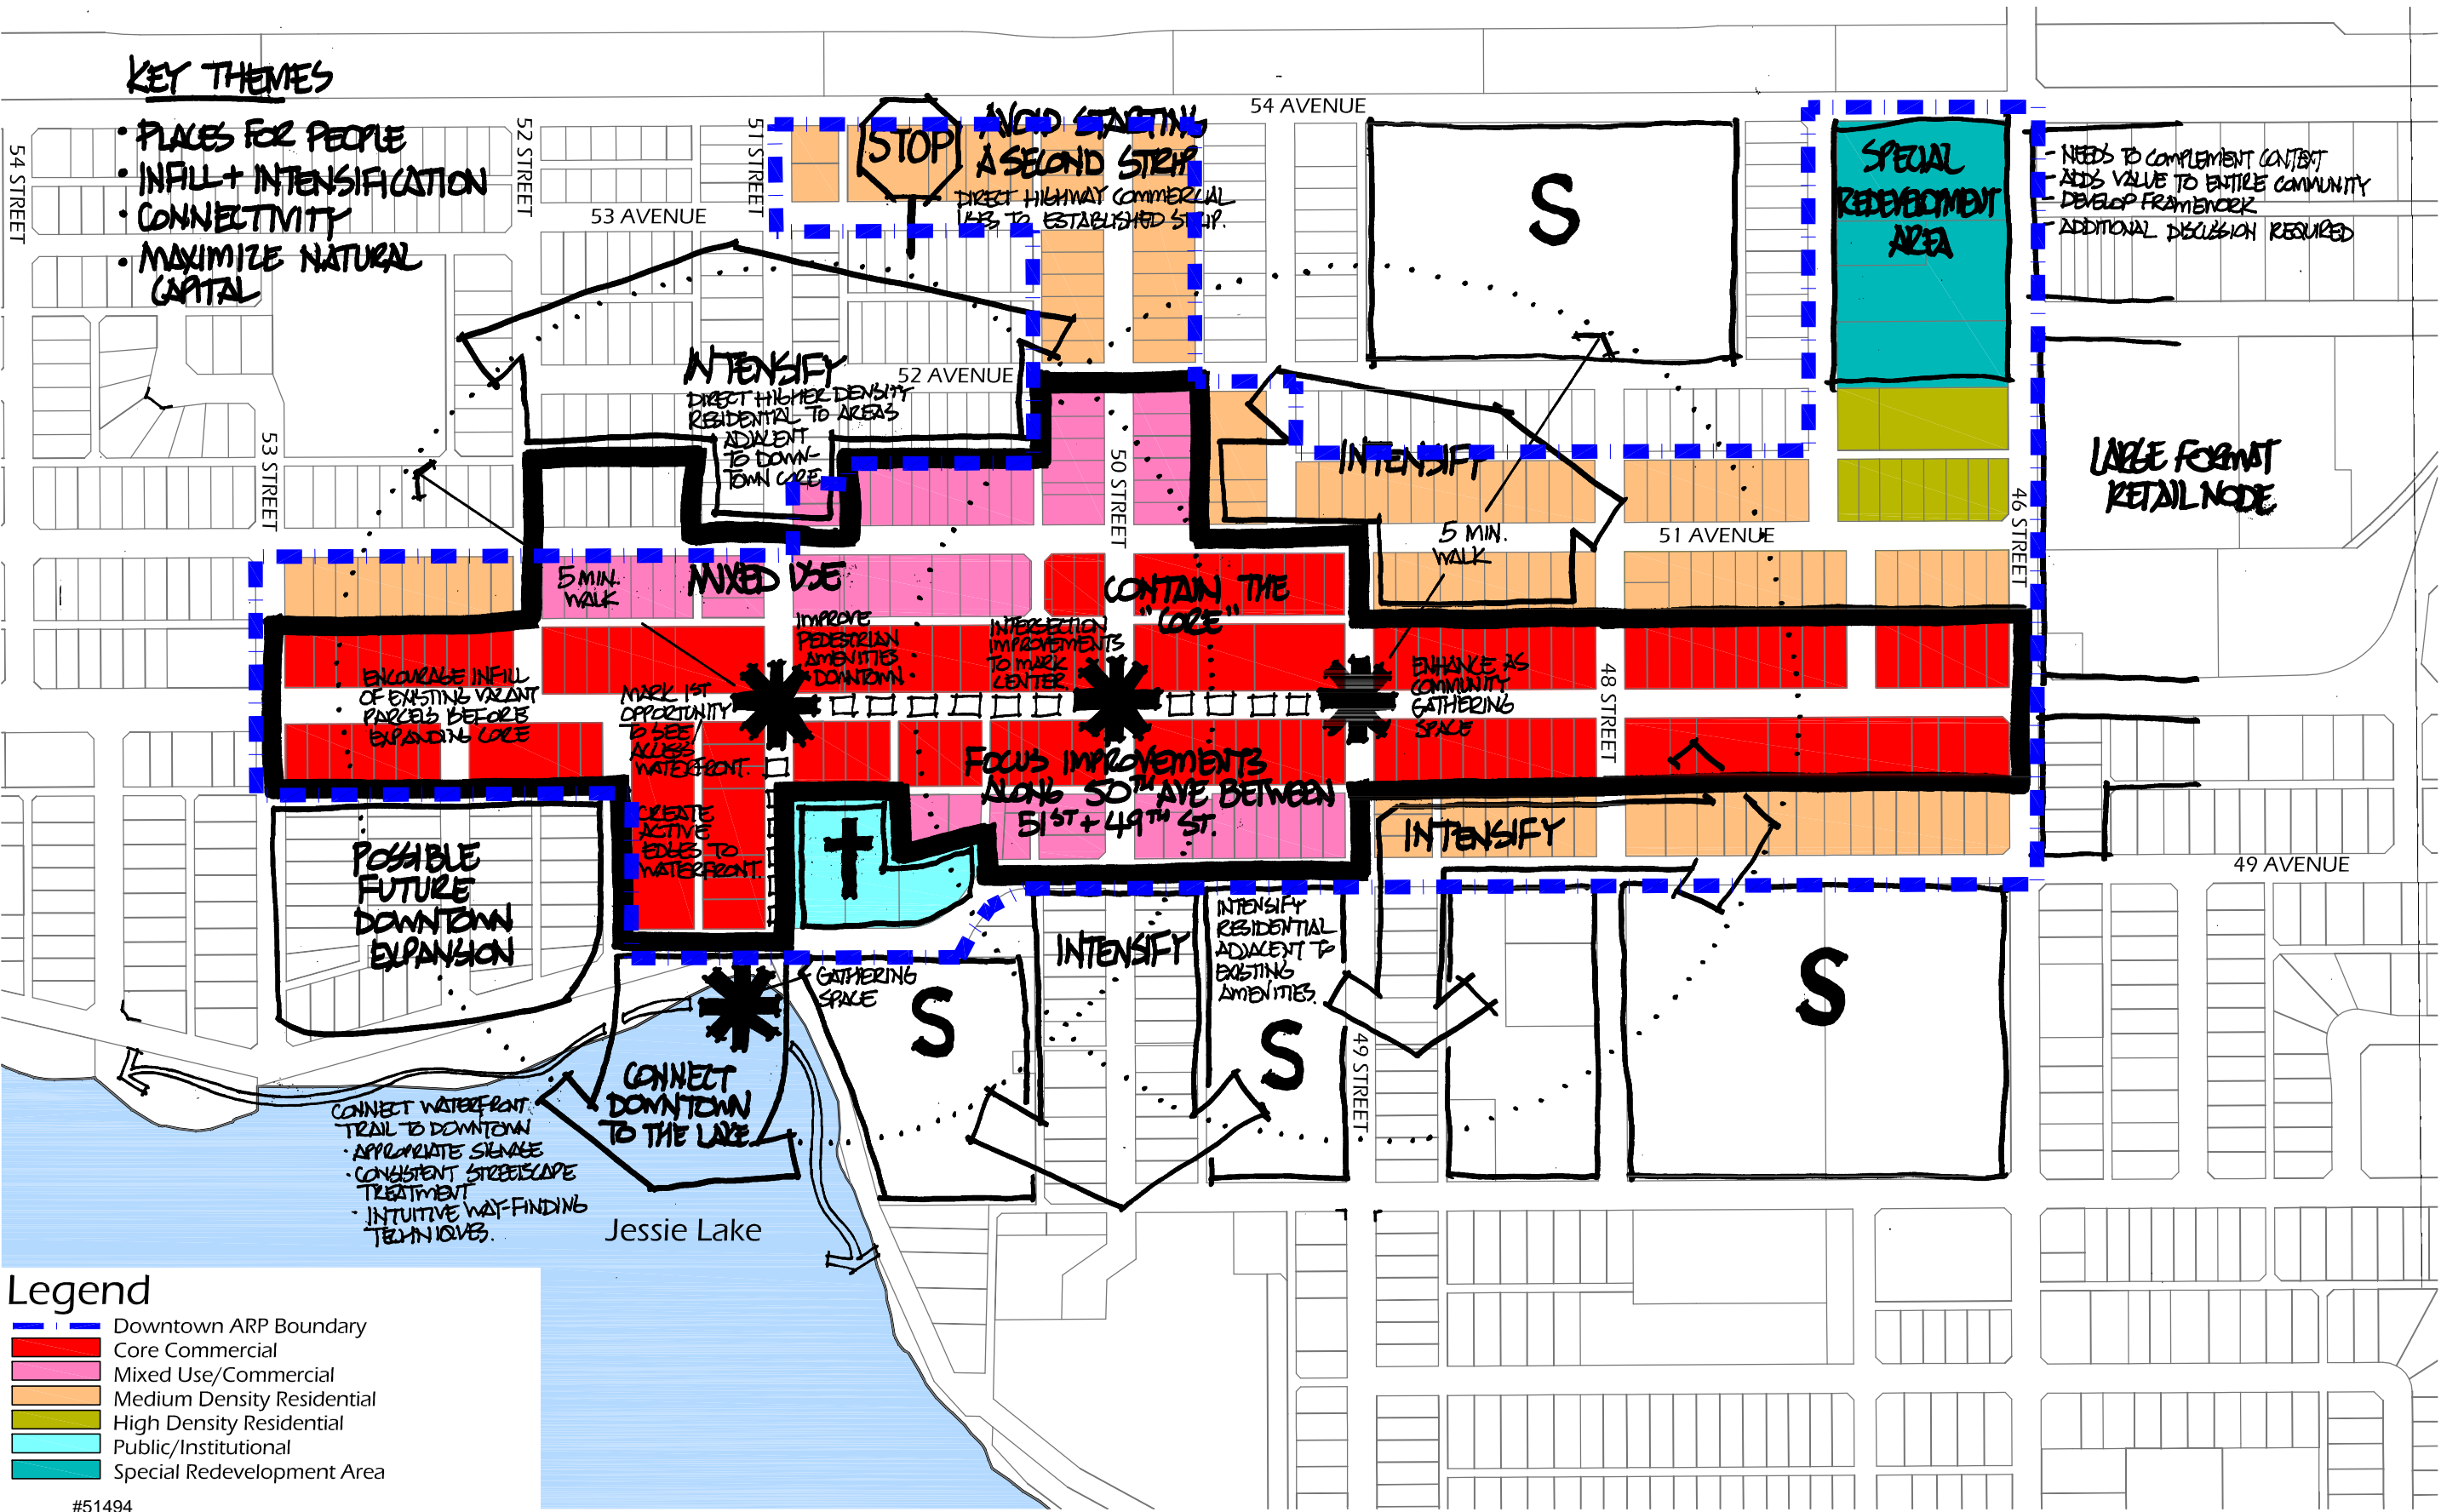 KEY THEMES
• PLACES FOR PEOPLE
• INFILL + INTENSIFICATION
• CONNECTIVITY
• MAXIMIZE NATURAL
CAPITAL
54 STREET
52 STREET
51 STREET
53 AVENUE
STOP
AVOID STARTING
A SECOND STRIP
DIRECT HIGHWAY COMMERCIAL
USES TO ESTABLISHED STRIP.
54 AVENUE
S
SPECIAL
REDEVELOPMENT
AREA
- NEEDS TO COMPLEMENT CONTEXT
- ADDS VALUE TO ENTIRE COMMUNITY
- DEVELOP FRAMEWORK
- ADDITIONAL DISCUSSION REQUIRED
INTENSIFY
DIRECT HIGHER DENSITY
RESIDENTIAL TO AREAS
ADJACENT
TO DOWN-
TOWN CORE
52 AVENUE
53 STREET
50 STREET
INTENSIFY
5 MIN.
WALK
51 AVENUE
46 STREET
LARGE FORMAT
RETAIL NODE.
5 MIN.
WALK
MIXED USE
CONTAIN THE
"CORE"
IMPROVE
PEDESTRIAN
AMENITIES
DOWNTOWN
INTERSECTION
IMPROVEMENTS
TO MARK
CENTER
ENCOURAGE INFILL
OF EXISTING VACANT
PARCELS BEFORE
EXPANDING CORE
MARK 1ST
OPPORTUNITY
TO SEE/
ACCESS
WATERFRONT.
ENHANCE AS
COMMUNITY
GATHERING
SPACE
48 STREET
FOCUS IMPROVEMENTS
ALONG 50TH AVE BETWEEN
51ST + 49TH ST.
CREATE
ACTIVE
EDGES TO
WATERFRONT.
INTENSIFY
49 AVENUE
POSSIBLE
FUTURE
DOWNTOWN
EXPANSION
GATHERING
SPACE
S
INTENSIFY
INTENSIFY
RESIDENTIAL
ADJACENT TO
EXISTING
AMENITIES.
S
49 STREET
S
CONNECT
DOWNTOWN
TO THE LAKE
CONNECT WATERFRONT
TRAIL TO DOWNTOWN
• APPROPRIATE SIGNAGE
• CONSISTENT STREETSCAPE
TREATMENT
• INTUITIVE WAY-FINDING
TECHNIQUES.
Jessie Lake
Legend
Downtown ARP Boundary
Core Commercial
Mixed Use/Commercial
Medium Density Residential
High Density Residential
Public/Institutional
Special Redevelopment Area
#51494